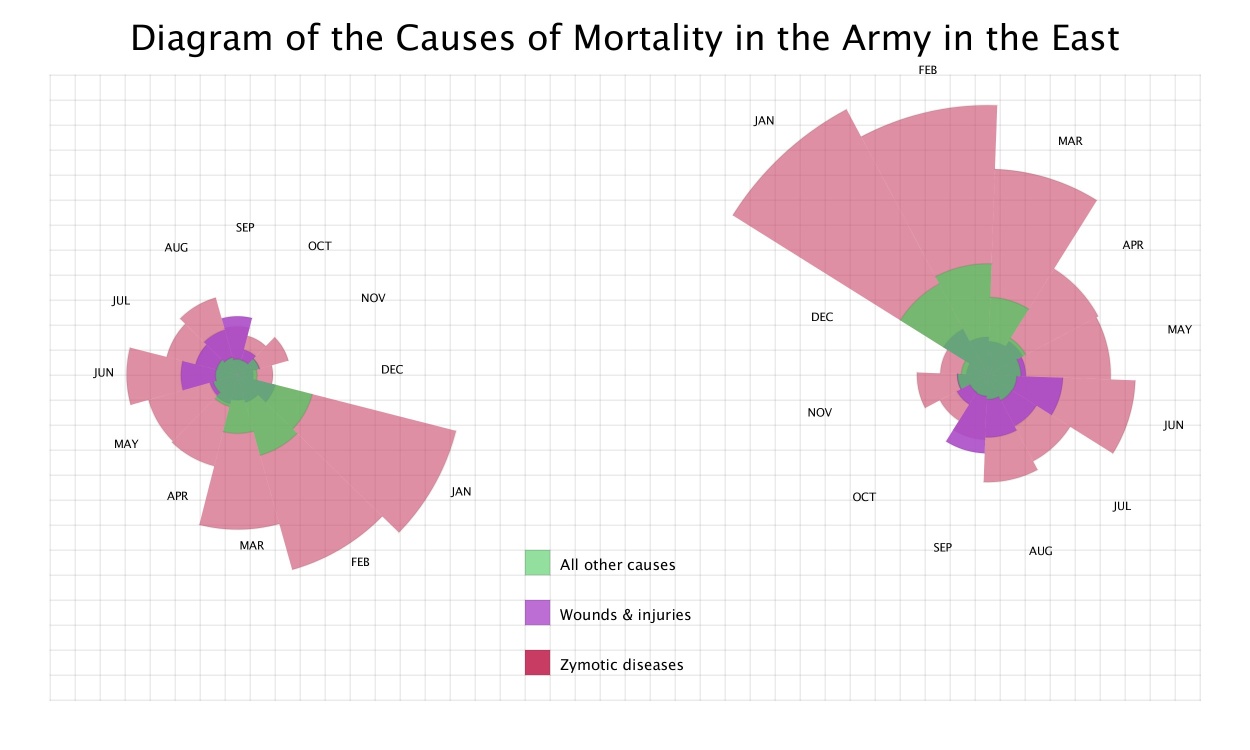 Diagram of the Causes of Mortality in the Army in the East
FEB
JAN
MAR
APR
DEC
MAY
NOV
JUN
OCT
JUL
SEP
AUG
SEP
AUG
OCT
JUL
NOV
JUN
DEC
MAY
JAN
APR
MAR
FEB
All other causes
Wounds & injuries
Zymotic diseases